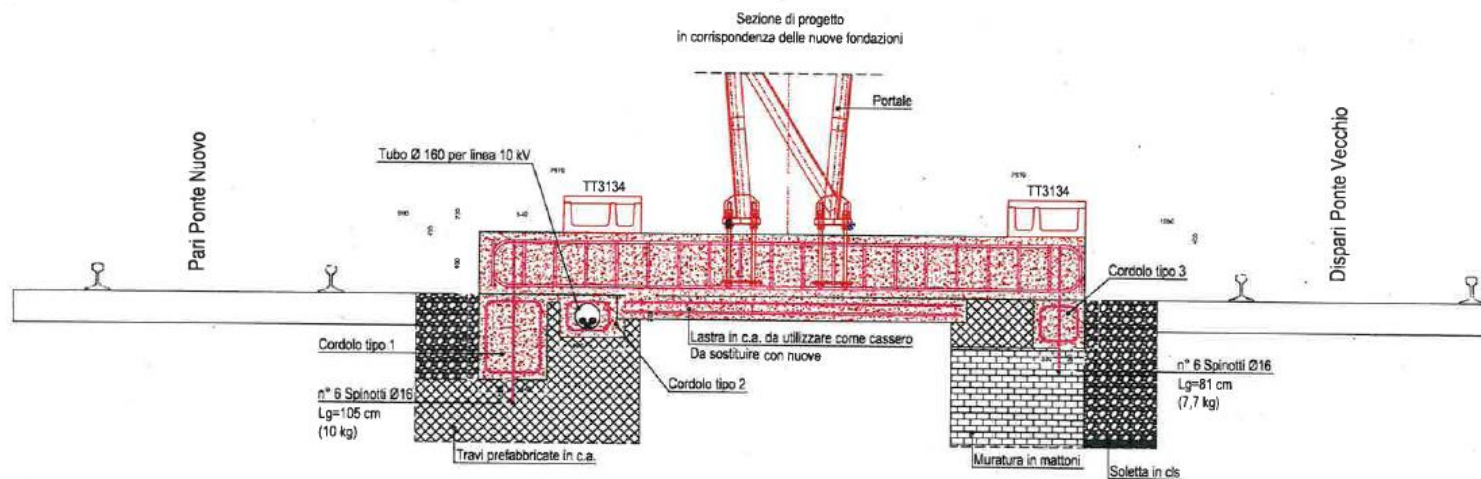 Sezione di progetto
in corrispondenza delle nuove fondazioni
Portale
Pari Ponte Nuovo
Dispari Ponte Vecchio
Tubo Ø 160 per linea 10 kV
TT3134
TT3134
Cordolo tipo 3
Cordolo tipo 1
Lastra in c.a. da utilizzare come cassero
Da sostituire con nuove
Cordolo tipo 2
n° 6 Spinotti Ø16
Lg=105 cm
(10 kg)
n° 6 Spinotti Ø16
Lg=81 cm
(7,7 kg)
Travi prefabbricate in c.a.
Muratura in mattoni
Soletta in cls